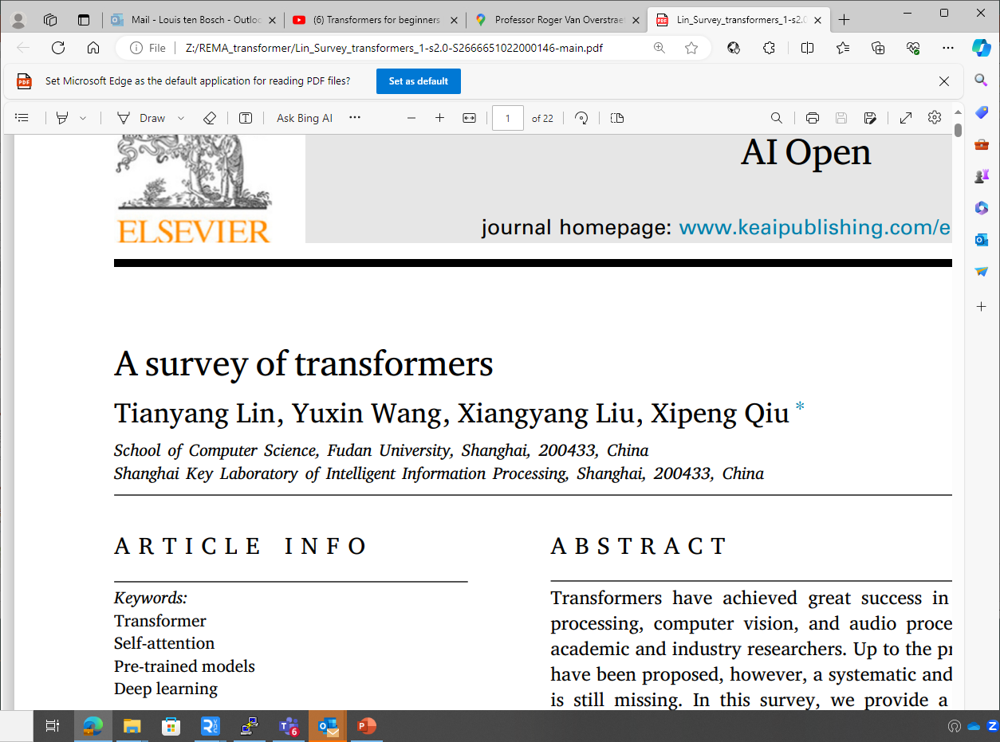 Mail - Louis ten Bosch - Outloo
(6) Transformers for beginners
Professor Roger Van Overstrae
Lin_Survey_transformers_1-s2.0
File
Z:/REMA_transformer/Lin_Survey_transformers_1-s2.0-S2666651022000146-main.pdf
PDF
Set Microsoft Edge as the default application for reading PDF files?
Set as default
Draw
Ask Bing AI
1
of 22
AI Open
ELSEVIER
journal homepage: www.keaipublishing.com/e
A survey of transformers
Tianyang Lin, Yuxin Wang, Xiangyang Liu, Xipeng Qiu *
School of Computer Science, Fudan University, Shanghai, 200433, China
Shanghai Key Laboratory of Intelligent Information Processing, Shanghai, 200433, China
ARTICLE INFO
Keywords:
Transformer
Self-attention
Pre-trained models
Deep learning
ABSTRACT
Transformers have achieved great success in
processing, computer vision, and audio proce
academic and industry researchers. Up to the pr
have been proposed, however, a systematic and
is still missing. In this survey, we provide a
6